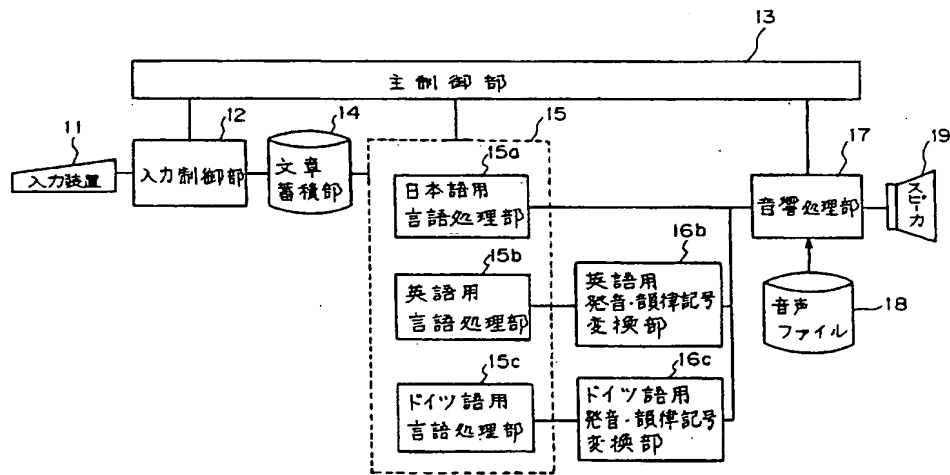 13
主制御部
11
入力装置
12
入力制御部
14
文章
蓄積部
15
15a
日本語用
言語処理部
15b
英語用
言語処理部
15c
ドイツ語用
言語処理部
16b
英語用
発音・韻律記号
変換部
16c
ドイツ語用
発音・韻律記号
変換部
17
音響処理部
18
音声
ファイル
19
スピーカ